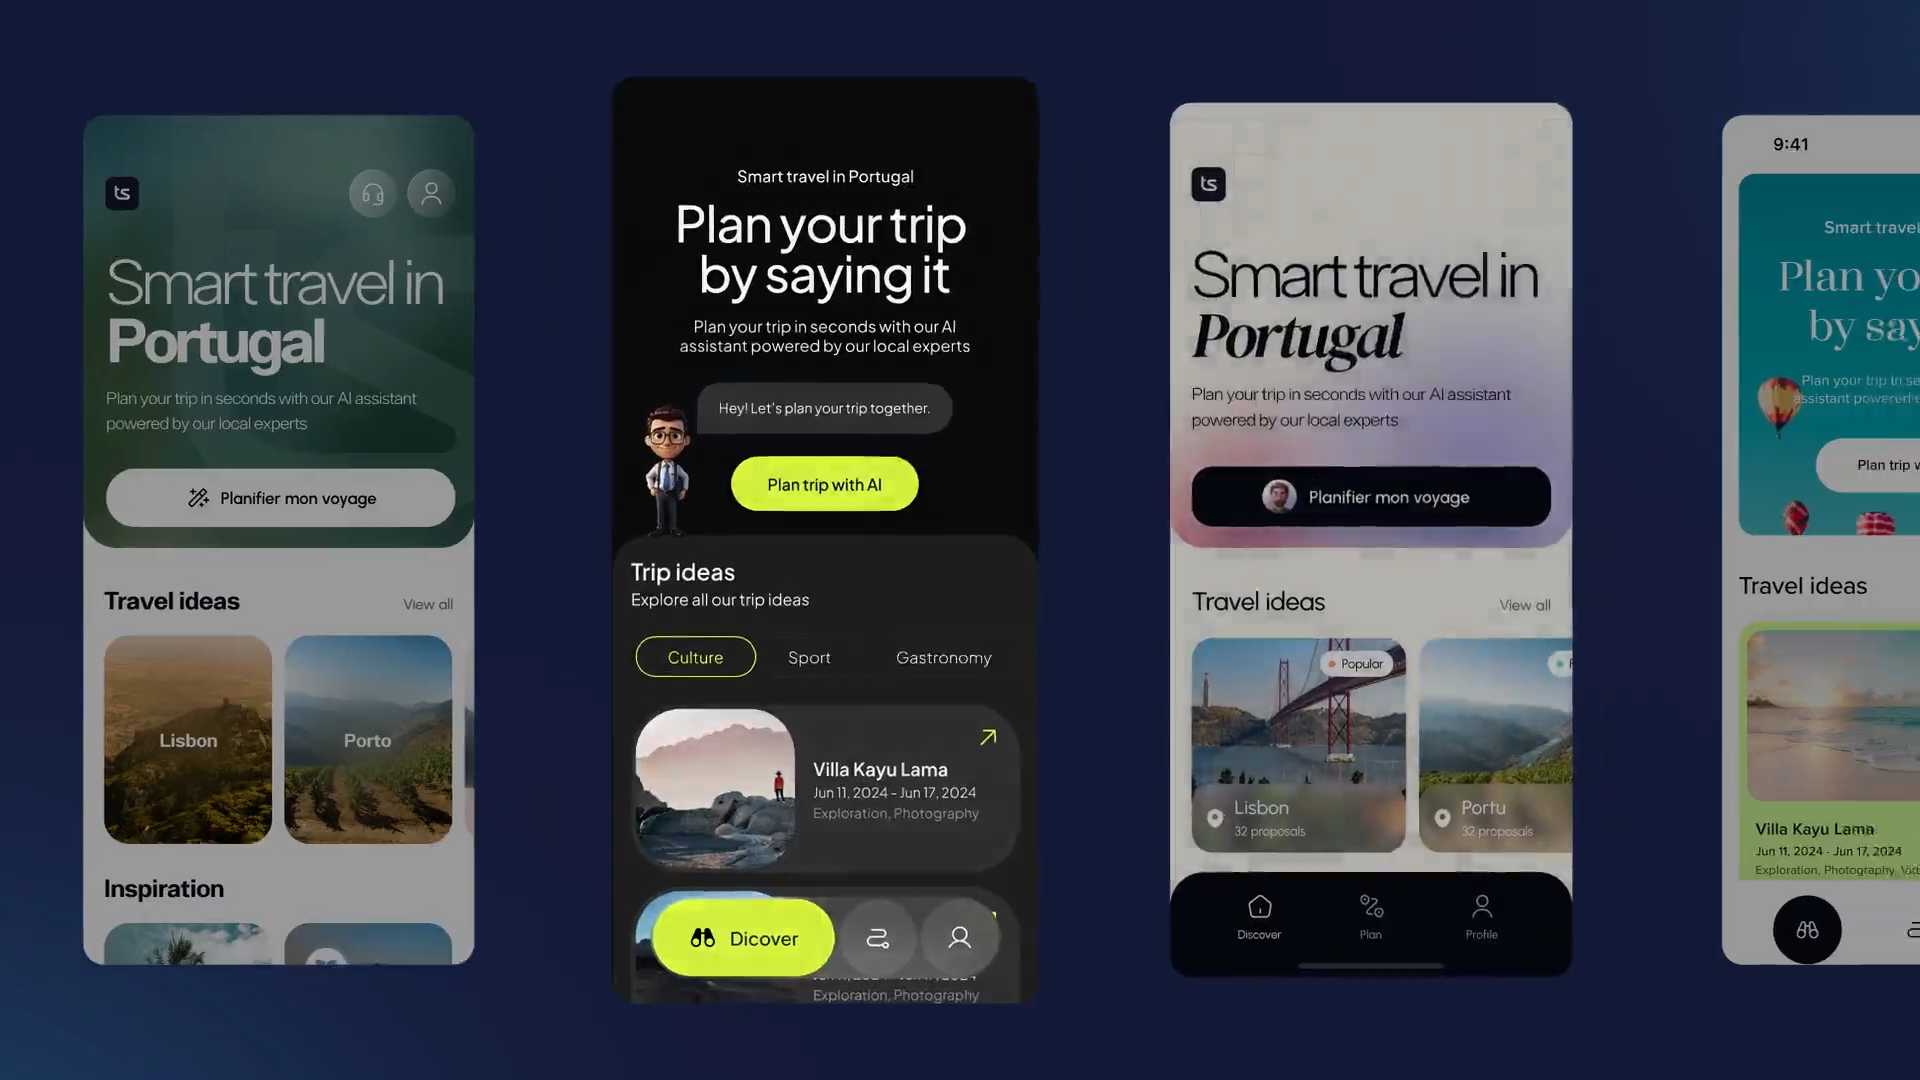 ts
Smart travel in
Portugal
Plan your trip in seconds with our AI assistant
powered by our local experts
Planifier mon voyage
Travel ideas
View all
Lisbon
Porto
Inspiration
Smart travel in Portugal
Plan your trip
by saying it
Plan your trip in seconds with our AI
assistant powered by our local experts
Hey! Let's plan your trip together.
Plan trip with AI
Trip ideas
Explore all our trip ideas
Culture
Sport
Gastronomy
Villa Kayu Lama
Jun 11, 2024 - Jun 17, 2024
Exploration, Photography
Dicover
Exploration, Photography
ts
Smart travel in
Portugal
Plan your trip in seconds with our AI assistant
powered by our local experts
Planifier mon voyage
Travel ideas
View all
Popular
Lisbon
32 proposals
Portu
32 proposals
Discover
Plan
Profile
9:41
Smart travel
Plan yo
by say
Plan your trip in se
assistant powered
Plan trip
Travel ideas
Villa Kayu Lama
Jun 11, 2024 - Jun 17, 2024
Exploration, Photography, Vid